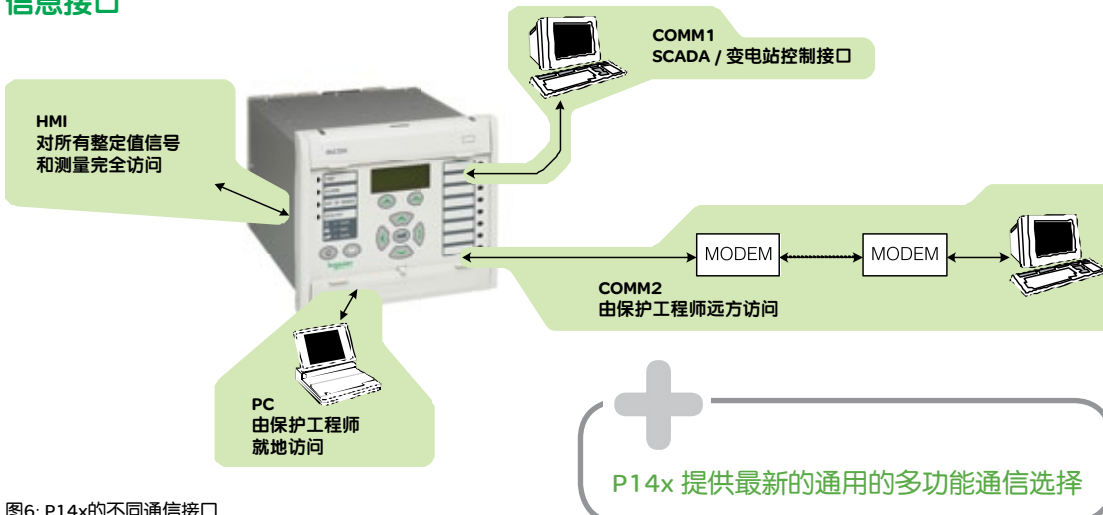 信息接口
COMM1
SCADA / 变电站控制接口
HMI
对所有整定值信号
和测量完全访问
MODEM
MODEM
COMM2
由保护工程师远方访问
PC
由保护工程师
就地访问
P14x 提供最新的通用的多功能通信选择
图6: P14x的不同通信接口